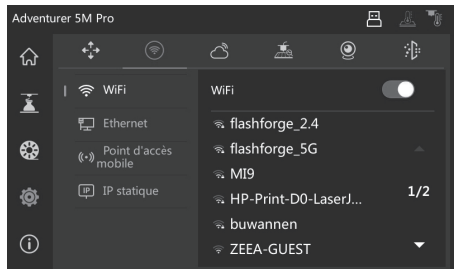 Adventurer 5M Pro
WiFi
Ethernet
Point d'accès
mobile
IP
IP statique
WiFi
flashforge_2.4
flashforge_5G
MI9
HP-Print-D0-LaserJ...
buwannen
ZEEA-GUEST
1/2